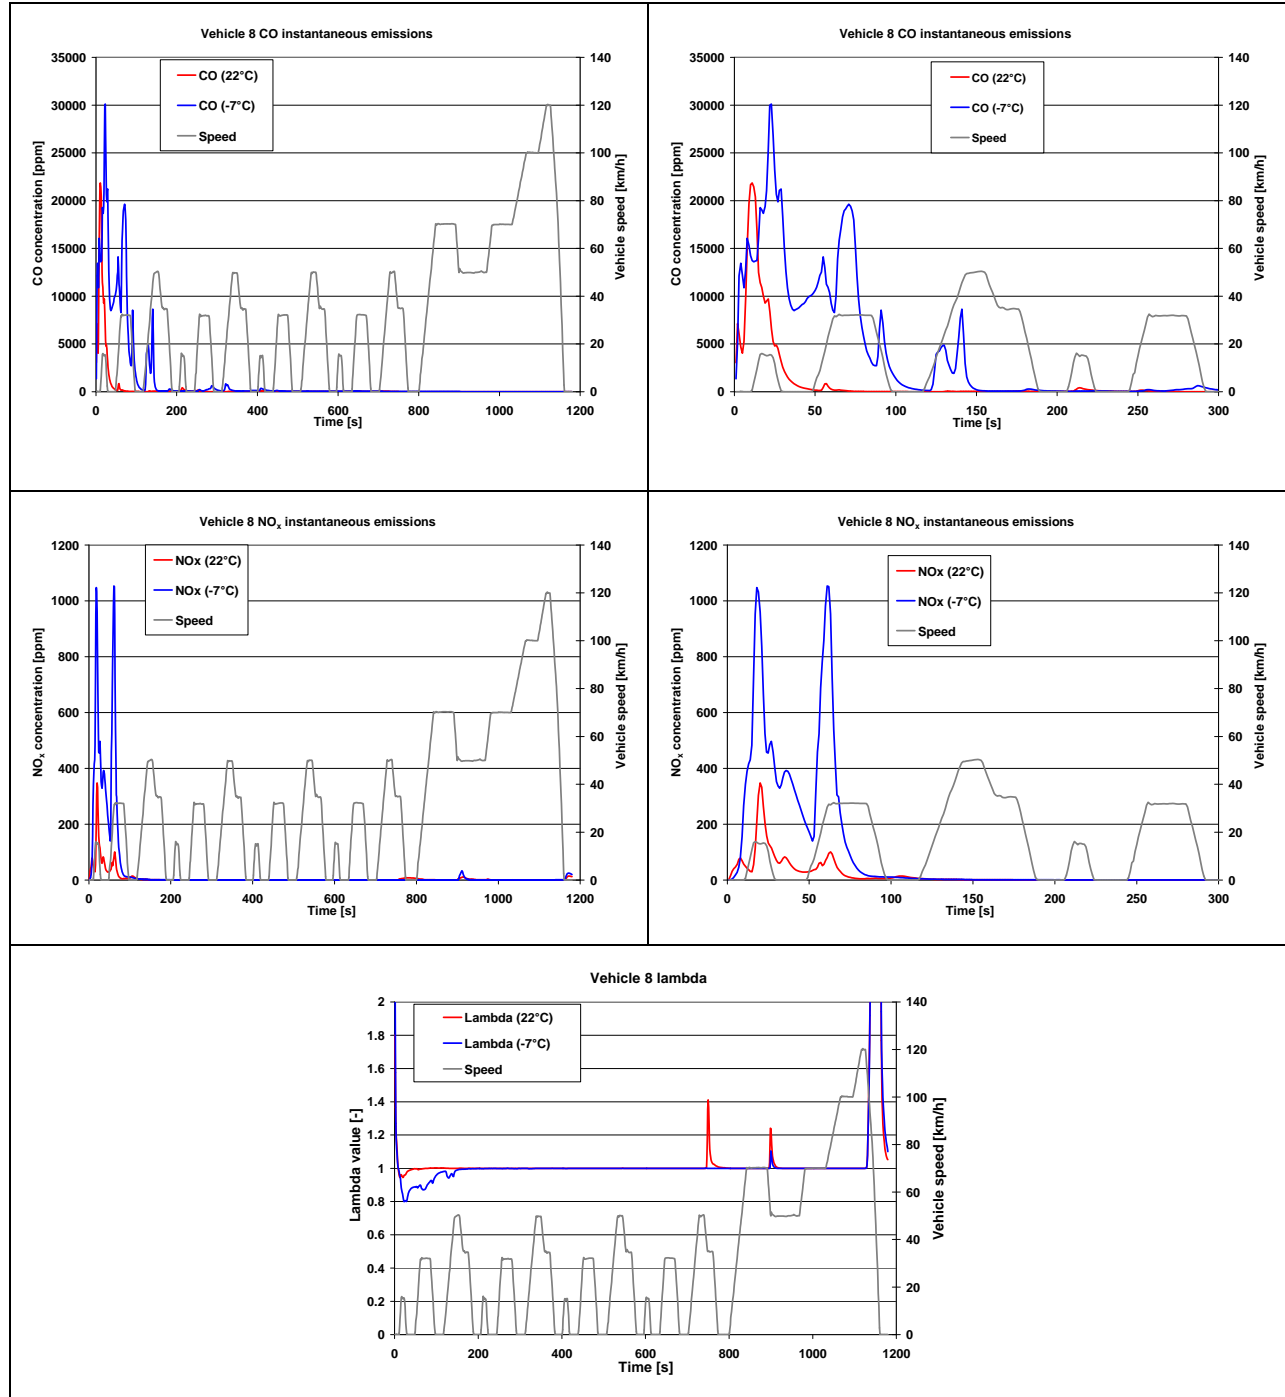 Vehicle 8 CO instantaneous emissions
35000
30000
25000
20000
15000
10000
5000
0
CO concentration [ppm]
CO (22°C)
CO (-7°C)
Speed
140
120
100
80
60
40
20
0
Vehicle speed [km/h]
0 200 400 600 800 1000 1200
Time [s]
Vehicle 8 CO instantaneous emissions
35000
30000
25000
20000
15000
10000
5000
0
CO concentration [ppm]
CO (22°C)
CO (-7°C)
Speed
140
120
100
80
60
40
20
0
Vehicle speed [km/h]
0 50 100 150 200 250 300
Time [s]
Vehicle 8 NOx instantaneous emissions
1200
1000
800
600
400
200
0
NOx concentration [ppm]
NOx (22°C)
NOx (-7°C)
Speed
140
120
100
80
60
40
20
0
Vehicle speed [km/h]
0 200 400 600 800 1000 1200
Time [s]
Vehicle 8 NOx instantaneous emissions
1200
1000
800
600
400
200
0
NOx concentration [ppm]
NOx (22°C)
NOx (-7°C)
Speed
140
120
100
80
60
40
20
0
Vehicle speed [km/h]
0 50 100 150 200 250 300
Time [s]
Vehicle 8 lambda
2
1.8
1.6
1.4
1.2
1
0.8
0.6
0.4
0.2
0
Lambda value [-]
Lambda (22°C)
Lambda (-7°C)
Speed
140
120
100
80
60
40
20
0
Vehicle speed [km/h]
0 200 400 600 800 1000 1200
Time [s]